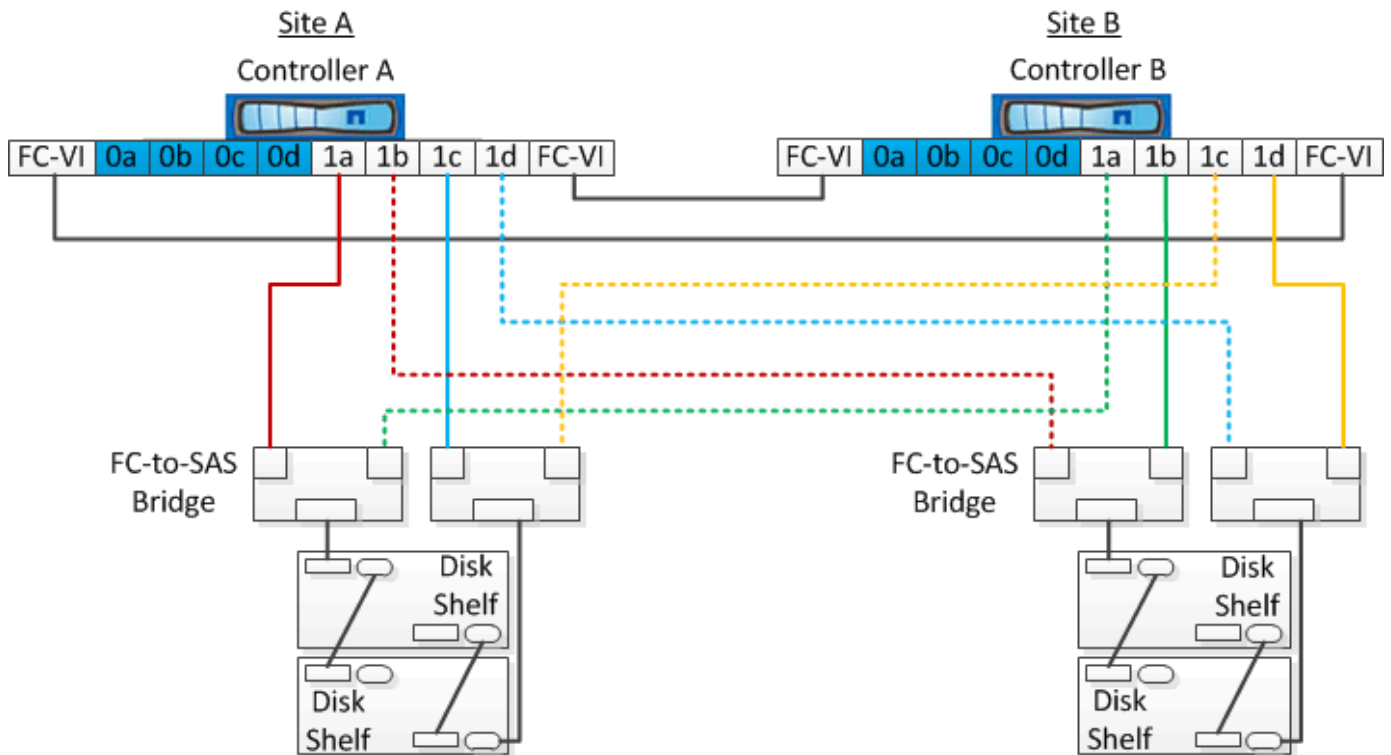 Site A
Site B
Controller A
Controller B
FC-VI 0a 0b 0c 0d 1a 1b 1c 1d FC-VI
FC-VI 0a 0b 0c 0d 1a 1b 1c 1d FC-VI
FC-to-SAS
Bridge
FC-to-SAS
Bridge
Disk
Shelf
Disk
Shelf
Disk
Shelf
Disk
Shelf